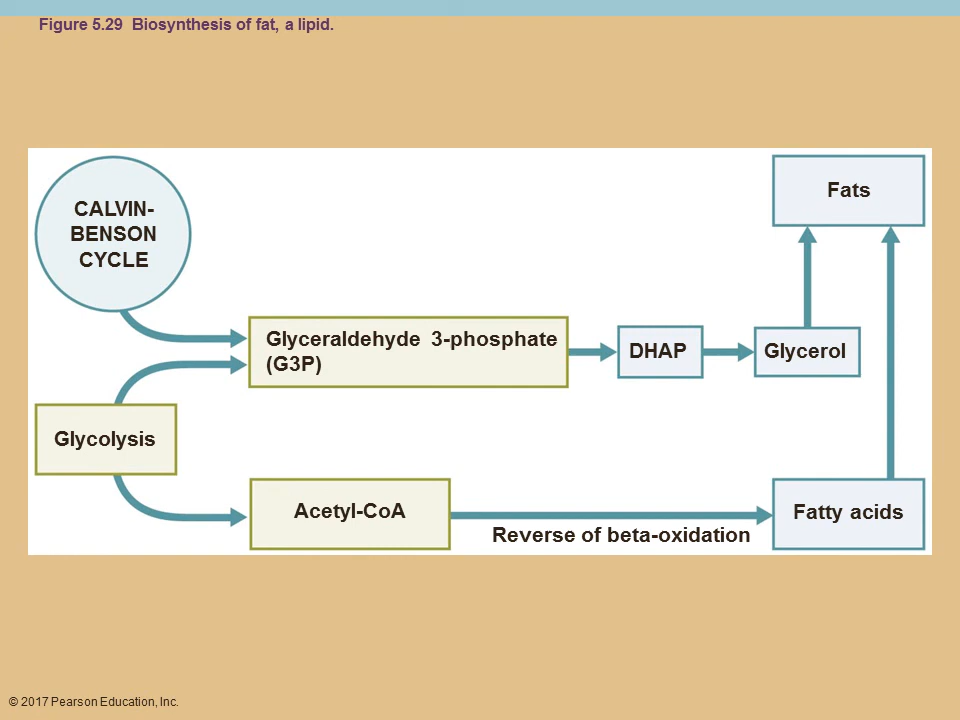 Figure 5.29 Biosynthesis of fat, a lipid.
CALVIN-
BENSON
CYCLE
Fats
Glyceraldehyde 3-phosphate
(G3P)
DHAP
Glycerol
Glycolysis
Acetyl-CoA
Reverse of beta-oxidation
Fatty acids
© 2017 Pearson Education, Inc.